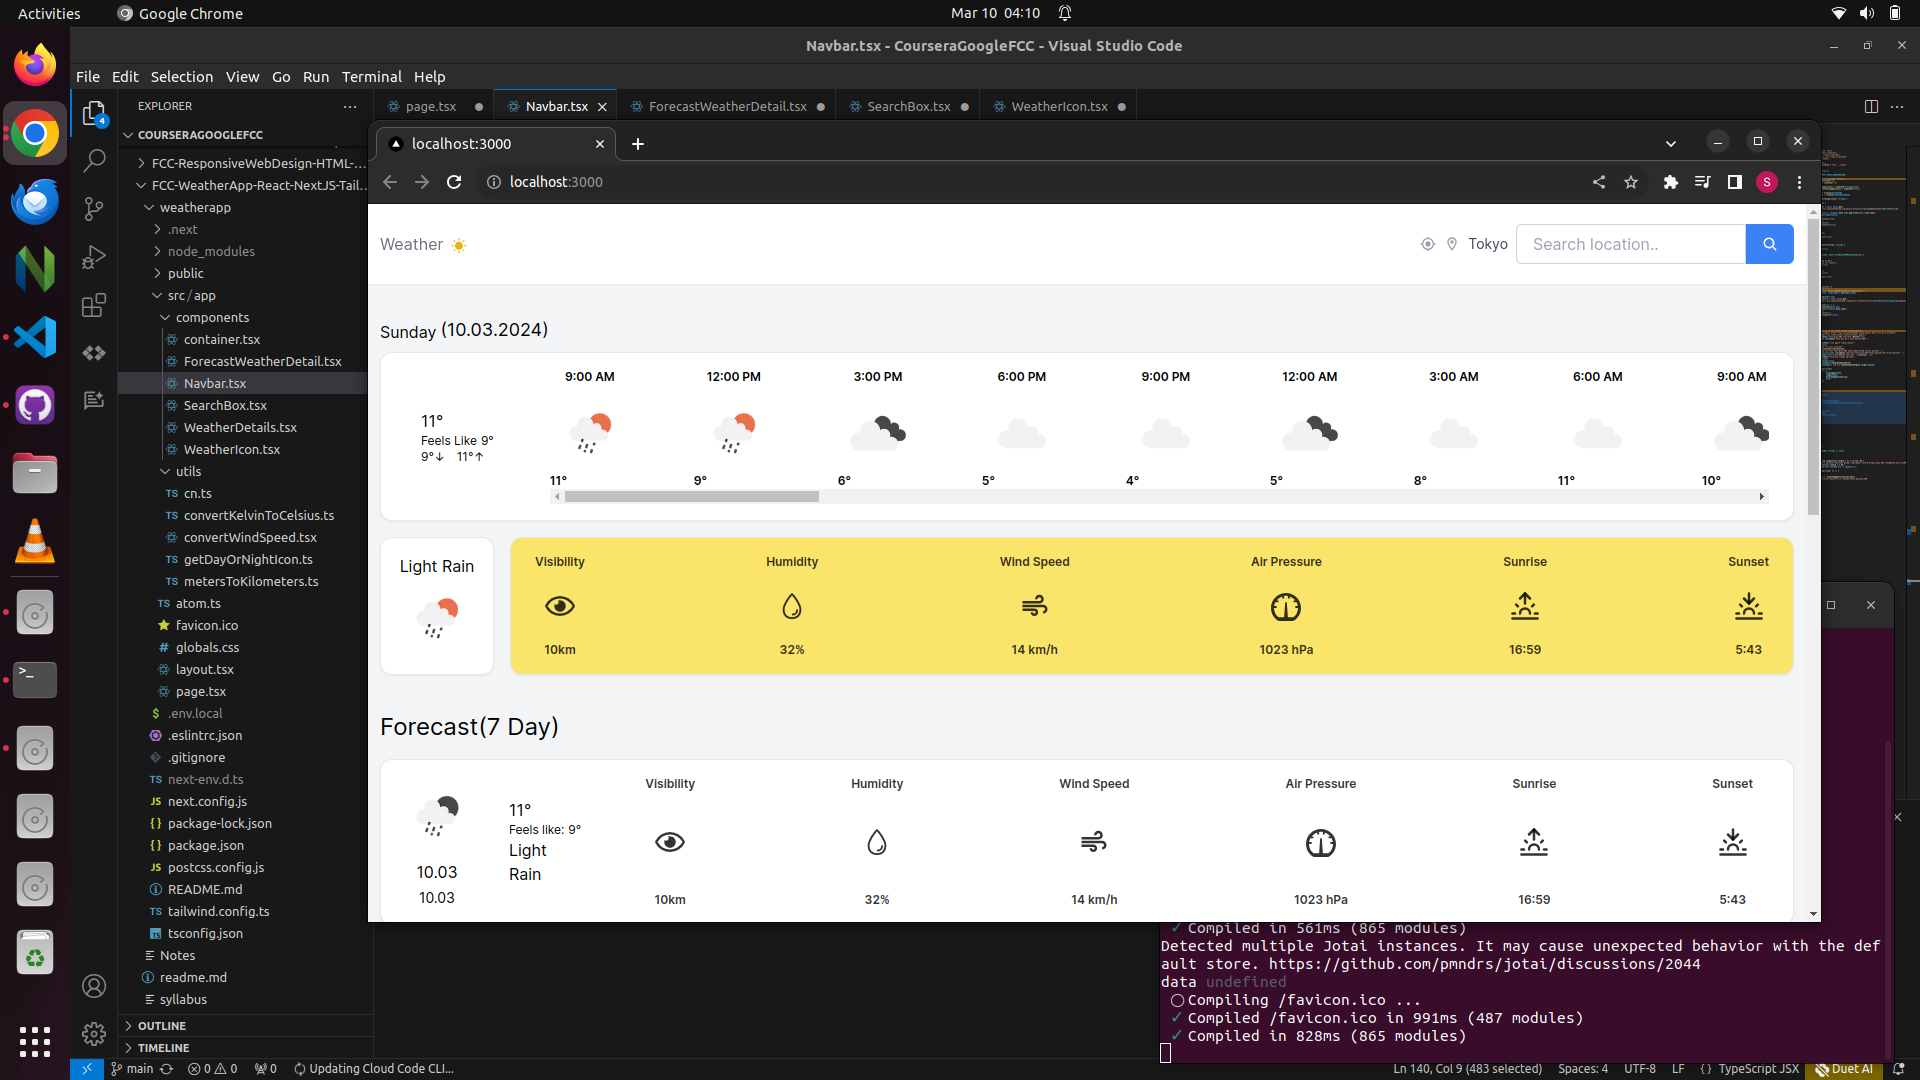 Activities
Google Chrome
Mar 10 04:10
Navbar.tsx - CourseraGoogleFCC - Visual Studio Code
File Edit Selection View Go Run Terminal Help
EXPLORER
page.tsx
Navbar.tsx
ForecastWeatherDetail.tsx
SearchBox.tsx
WeatherIcon.tsx
COURSERAGOOGLEFCC
FCC-ResponsiveWebDesign-HTML-...
FCC-WeatherApp-React-NextJS-Tail...
weatherapp
.next
node_modules
public
src / app
components
container.tsx
ForecastWeatherDetail.tsx
Navbar.tsx
SearchBox.tsx
WeatherDetails.tsx
WeatherIcon.tsx
utils
TS cn.ts
TS convertKelvinToCelsius.ts
convertWindSpeed.tsx
TS getDayOrNightIcon.ts
TS metersToKilometers.ts
TS atom.ts
favicon.ico
# globals.css
layout.tsx
page.tsx
$ .env.local
.eslintrc.json
.gitignore
TS next-env.d.ts
JS next.config.js
{} package-lock.json
{} package.json
JS postcss.config.js
README.md
TS tailwind.config.ts
tsconfig.json
Notes
readme.md
syllabus
OUTLINE
TIMELINE
4
localhost:3000
localhost:3000
S
Weather
Tokyo
Search location..
Sunday (10.03.2024)
9:00 AM 12:00 PM 3:00 PM 6:00 PM 9:00 PM 12:00 AM 3:00 AM 6:00 AM 9:00 AM
11°
Feels Like 9°
9°↓ 11°↑
11° 9° 6° 5° 4° 5° 8° 11° 10°
Light Rain
Visibility Humidity Wind Speed Air Pressure Sunrise Sunset
10km 32% 14 km/h 1023 hPa 16:59 5:43
Forecast(7 Day)
Visibility Humidity Wind Speed Air Pressure Sunrise Sunset
11°
Feels like: 9°
Light
Rain
10.03
10.03
10km 32% 14 km/h 1023 hPa 16:59 5:43
✓ Compiled in 561ms (865 modules)
Detected multiple Jotai instances. It may cause unexpected behavior with the def
ault store. https://github.com/pmndrs/jotai/discussions/2044
data undefined
○ Compiling /favicon.ico ...
✓ Compiled /favicon.ico in 991ms (487 modules)
✓ Compiled in 828ms (865 modules)
main
0 0
0
Updating Cloud Code CLI...
Ln 140, Col 9 (483 selected)
Spaces: 4
UTF-8
LF
{} TypeScript JSX
Duet AI